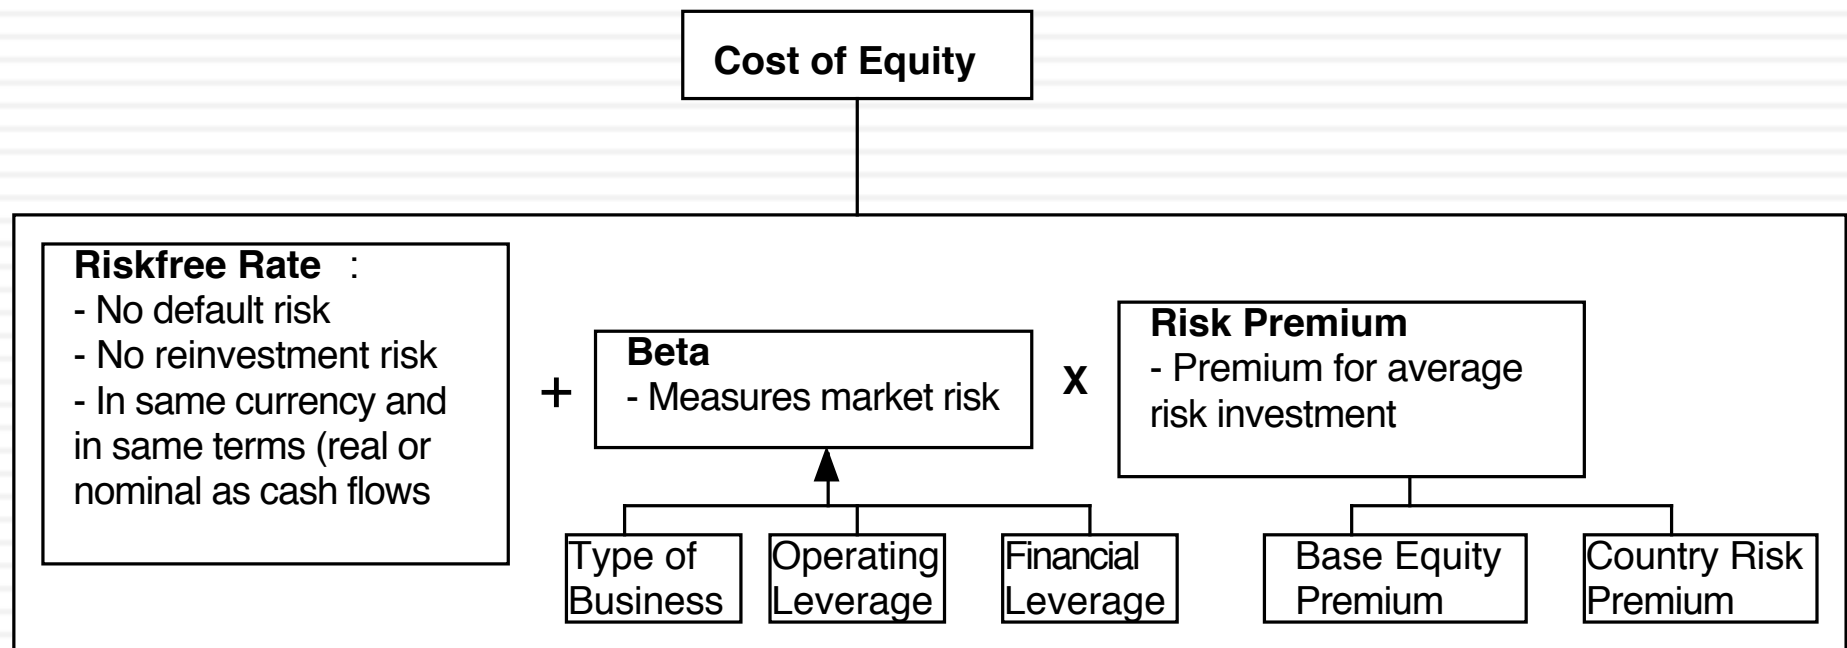 Cost of Equity
Riskfree Rate :
- No default risk
- No reinvestment risk
- In same currency and
in same terms (real or
nominal as cash flows
+
Beta
- Measures market risk
X
Risk Premium
- Premium for average
risk investment
Type of
Business
Operating
Leverage
Financial
Leverage
Base Equity
Premium
Country Risk
Premium